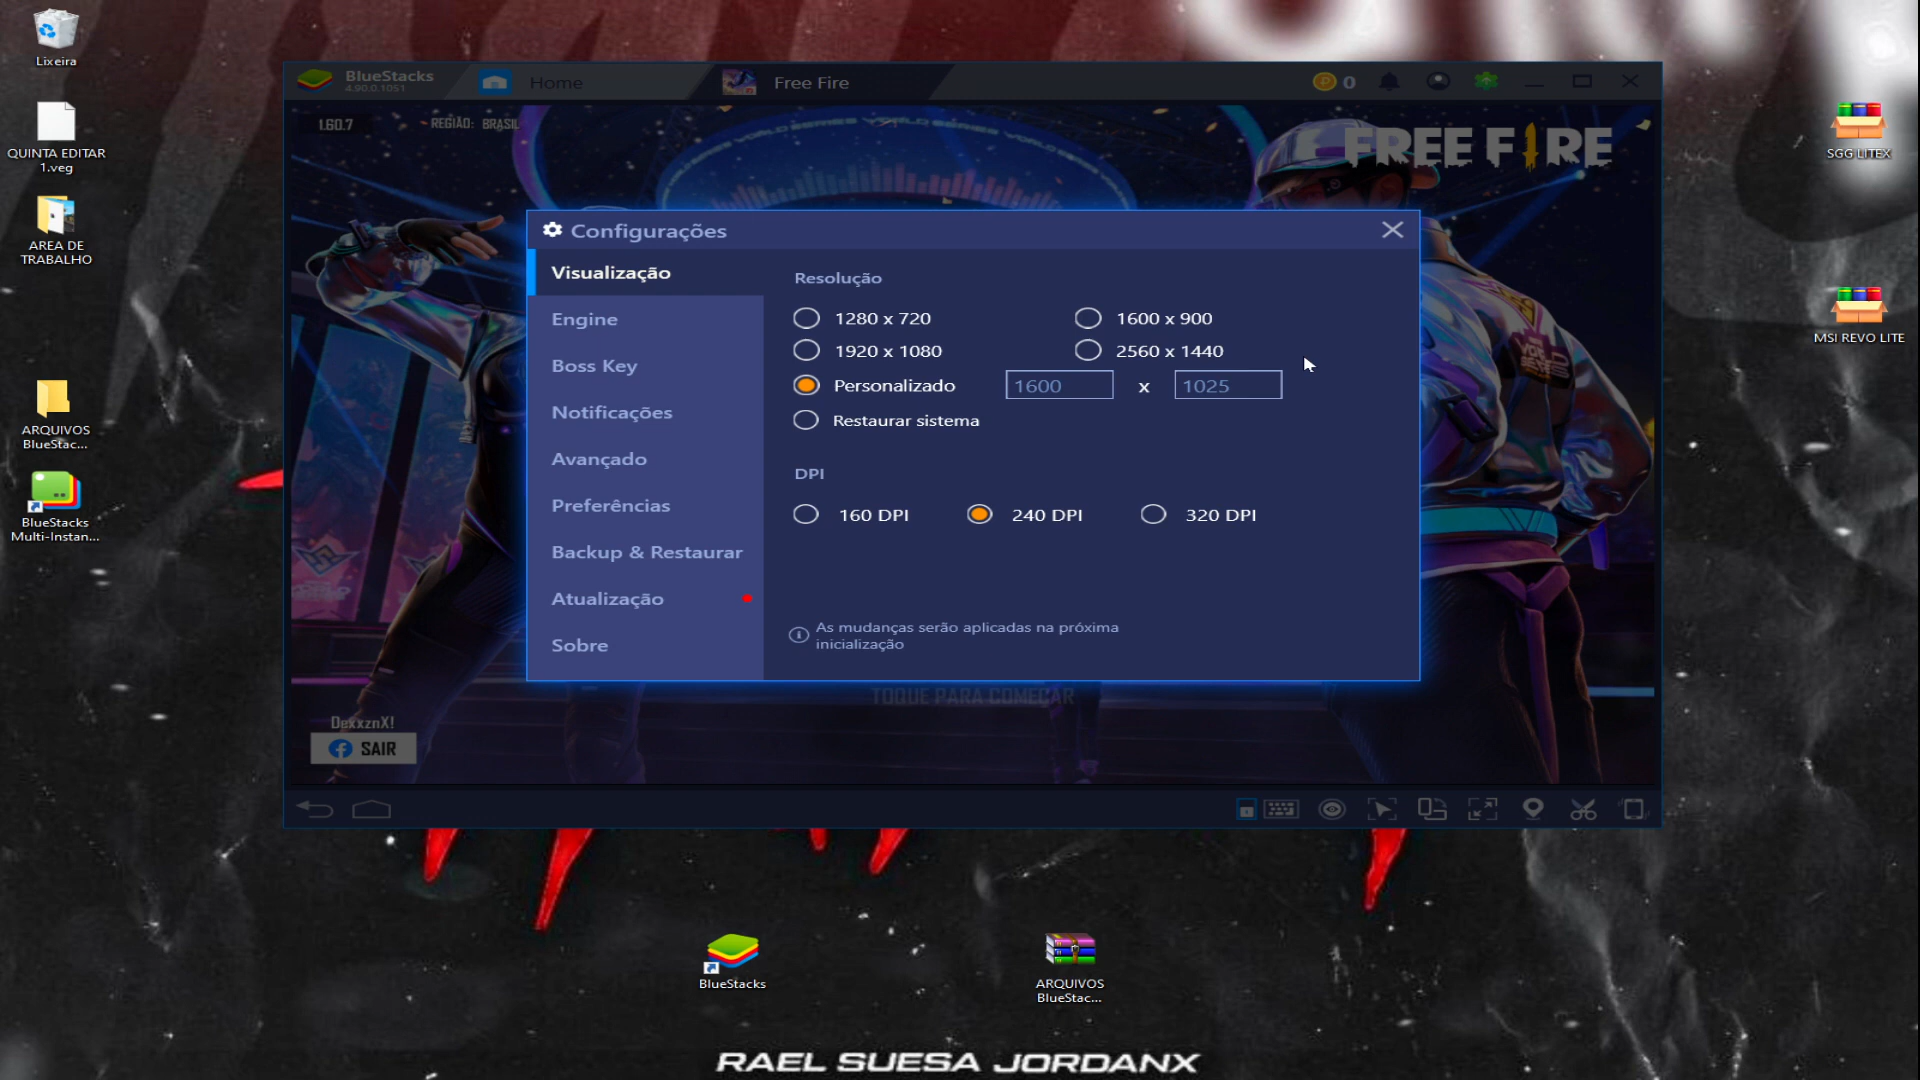 Lixeira
QUINTA EDITAR
1.veg
AREA DE
TRABALHO
ARQUIVOS
BlueStac...
BlueStacks
Multi-Instan...
BlueStacks
4.90.0.1051
Home
Free Fire
0
1.60.7
REGIÃO: BRASIL
FREE FIRE
Configurações
Visualização
Engine
Boss Key
Notificações
Avançado
Preferências
Backup & Restaurar
Atualização
Sobre
Resolução
1280 x 720
1600 x 900
1920 x 1080
2560 x 1440
Personalizado
1600 x 1025
Restaurar sistema
DPI
160 DPI
240 DPI
320 DPI
As mudanças serão aplicadas na próxima
inicialização
TOQUE PARA COMEÇAR
DexxznX!
SAIR
SGG LITEX
MSI REVO LITE
BlueStacks
ARQUIVOS
BlueStac...
RAEL SUESA JORDANX